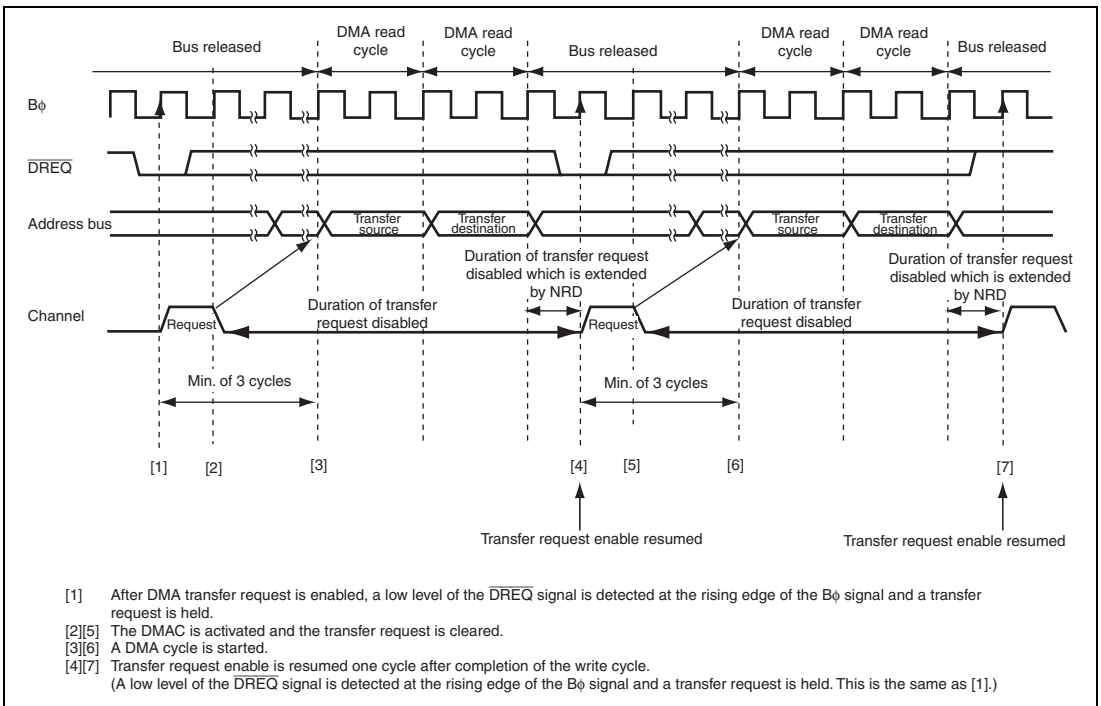 Bus released
DMA read
cycle
DMA read
cycle
Bus released
DMA read
cycle
DMA read
cycle
Bus released
Bφ
DREQ
Address bus
Transfer
source
Transfer
destination
Transfer
source
Transfer
destination
Duration of transfer request
disabled which is extended
by NRD
Duration of transfer request
disabled which is extended
by NRD
Channel
Request
Duration of transfer
request disabled
Request
Duration of transfer
request disabled
Min. of 3 cycles
Min. of 3 cycles
[1] [2] [3] [4] [5] [6] [7]
Transfer request enable resumed
Transfer request enable resumed
[1] After DMA transfer request is enabled, a low level of the DREQ signal is detected at the rising edge of the Bφ signal and a transfer
request is held.
[2][5] The DMAC is activated and the transfer request is cleared.
[3][6] A DMA cycle is started.
[4][7] Transfer request enable is resumed one cycle after completion of the write cycle.
(A low level of the DREQ signal is detected at the rising edge of the Bφ signal and a transfer request is held. This is the same as [1].)